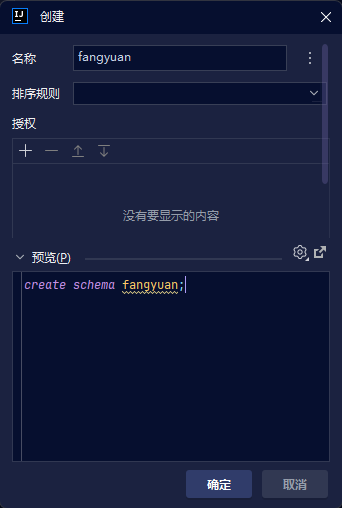 创建
名称
fangyuan
排序规则
授权
没有要显示的内容
预览(P)
create schema fangyuan;
确定
取消